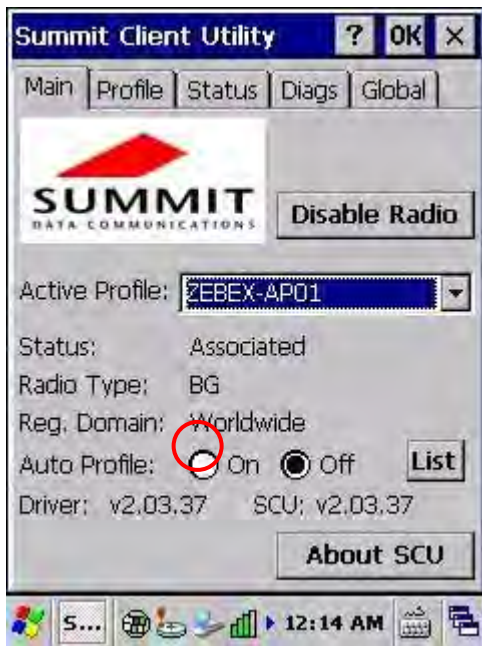 Summit Client Utility ? OK ×
Main Profile Status Diags Global
SUMMIT
DATA COMMUNICATIONS
Disable Radio
Active Profile: ZEBEX-AP01
Status: Associated
Radio Type: BG
Reg. Domain: Worldwide
Auto Profile: On Off List
Driver: v2.03.37 SCU: v2.03.37
About SCU
S... 12:14 AM